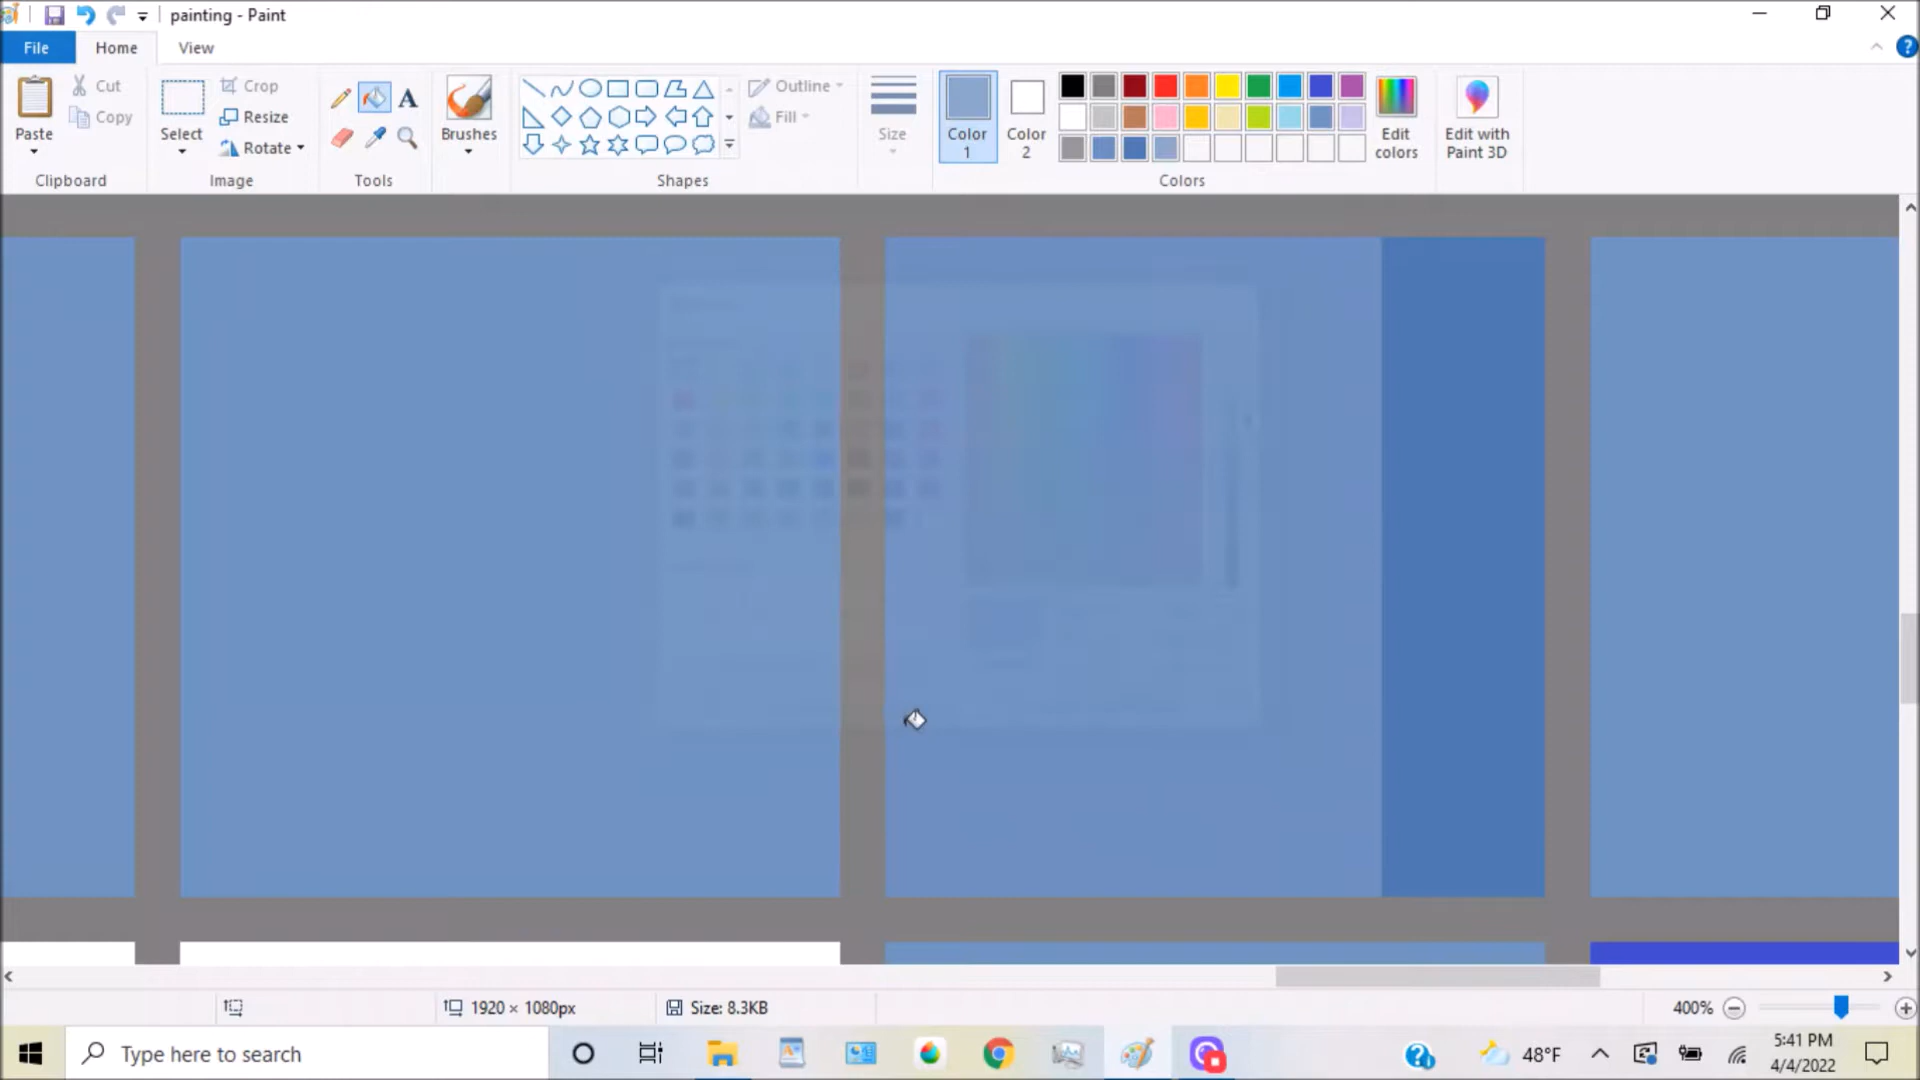 painting - Paint
File
Home
View
Paste
Cut
Copy
Clipboard
Select
Crop
Resize
Rotate
Image
A
Tools
Brushes
Shapes
Outline
Fill
Size
Color
1
Color
2
Edit
colors
Colors
Edit with
Paint 3D
1920 × 1080px
Size: 8.3KB
400%
Type here to search
48°F
5:41 PM
4/4/2022